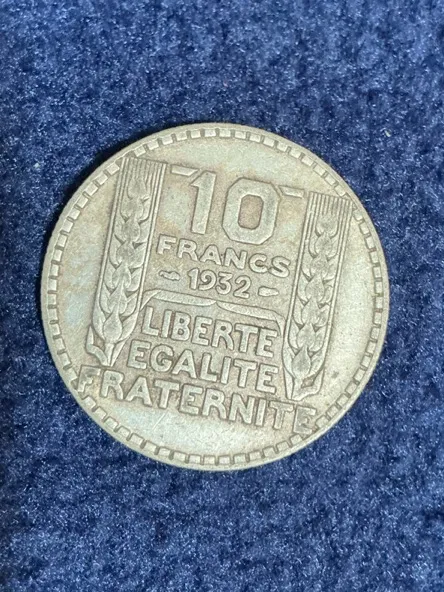 10
FRANCS
1932
LIBERTE
EGALITE
FRATERNITE